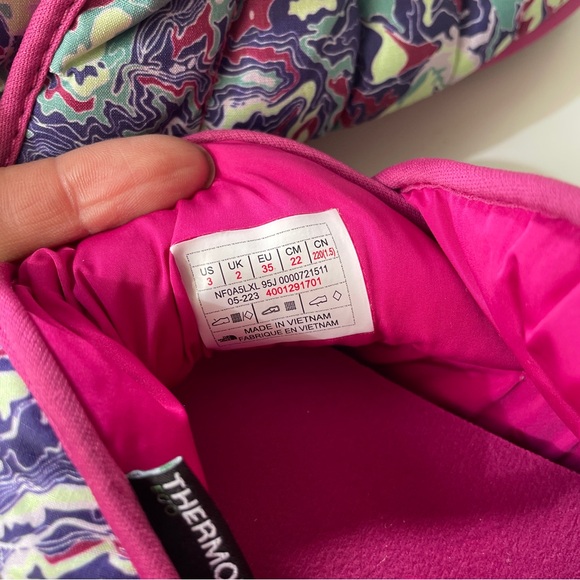 US UK EU CM CN
3 2 35 22 220(1.5)
NF0A5LXL 95J 0000721511
05-223 4001291701
MADE IN VIETNAM
FABRIQUE EN VIETNAM
THERMO
ECO